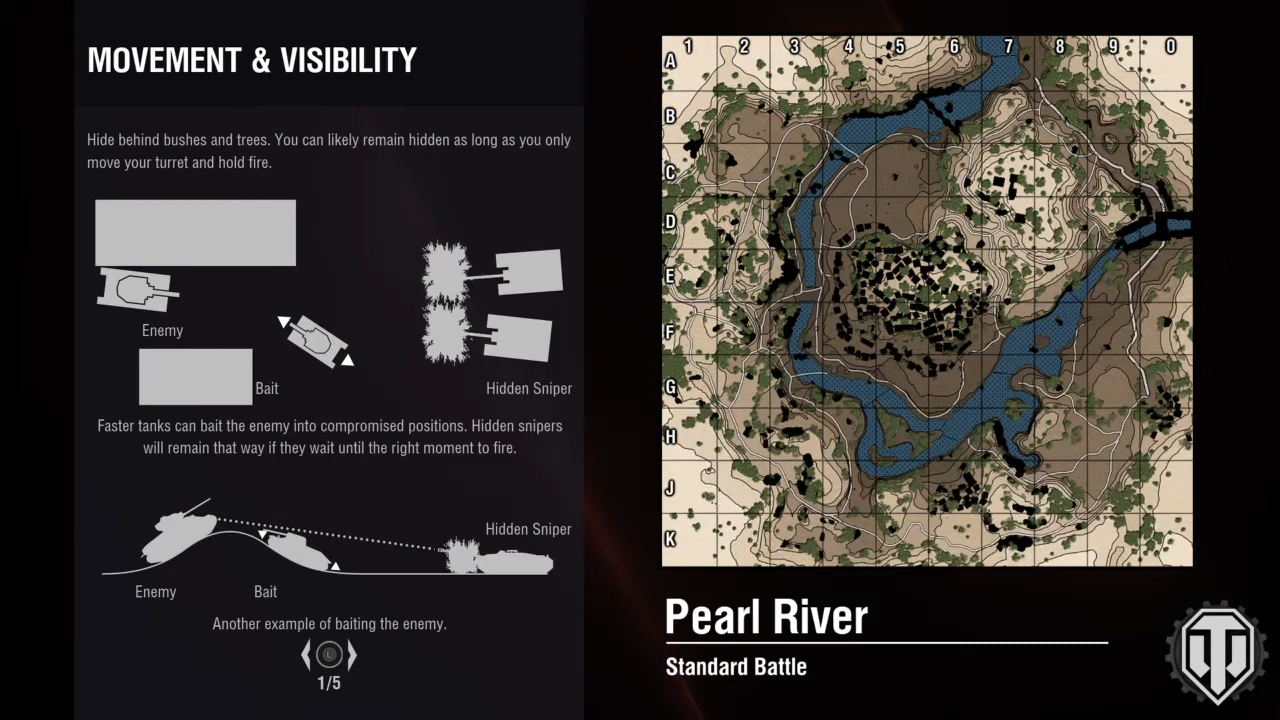 MOVEMENT & VISIBILITY
Hide behind bushes and trees. You can likely remain hidden as long as you only
move your turret and hold fire.
Enemy
Bait
Hidden Sniper
Faster tanks can bait the enemy into compromised positions. Hidden snipers
will remain that way if they wait until the right moment to fire.
Hidden Sniper
Enemy
Bait
Another example of baiting the enemy.
L
1/5
1 2 3 4 5 6 7 8 9 0
A
B
C
D
E
F
G
H
J
K
Pearl River
Standard Battle